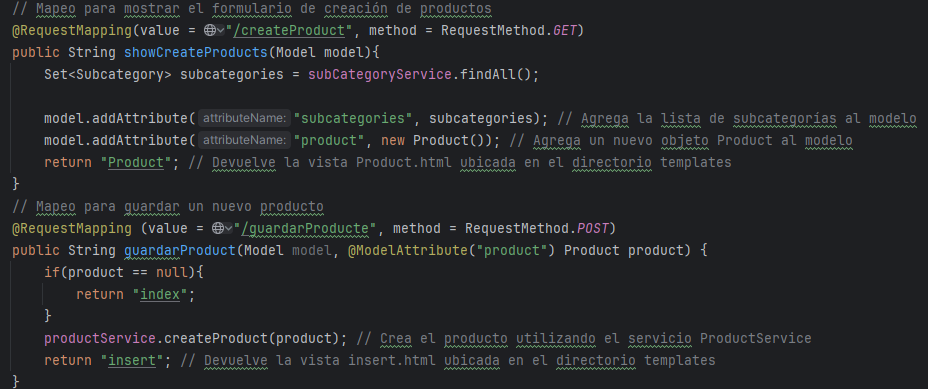 // Mapeo para mostrar el formulario de creación de productos
@RequestMapping(value = "/createProduct", method = RequestMethod.GET)
public String showCreateProducts(Model model){
    Set<Subcategory> subcategories = subCategoryService.findAll();
    model.addAttribute( attributeName: "subcategories", subcategories); // Agrega la lista de subcategorías al modelo
    model.addAttribute( attributeName: "product", new Product()); // Agrega un nuevo objeto Product al modelo
    return "Product"; // Devuelve la vista Product.html ubicada en el directorio templates
}
// Mapeo para guardar un nuevo producto
@RequestMapping (value = "/guardarProducte", method = RequestMethod.POST)
public String guardarProduct(Model model, @ModelAttribute("product") Product product) {
    if(product == null){
        return "index";
    }
    productService.createProduct(product); // Crea el producto utilizando el servicio ProductService
    return "insert"; // Devuelve la vista insert.html ubicada en el directorio templates
}